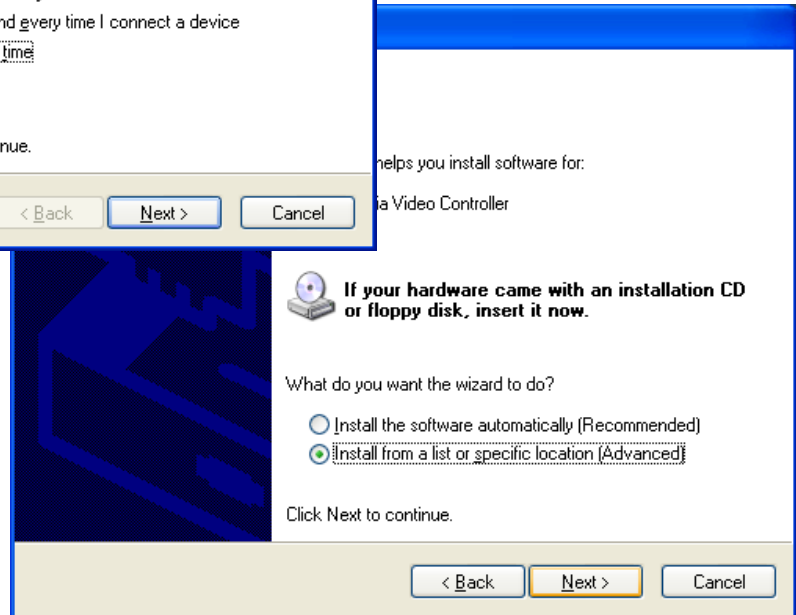 every time I connect a device
time
< Back
Next >
Cancel
helps you install software for:
Video Controller
If your hardware came with an installation CD
or floppy disk, insert it now.
What do you want the wizard to do?
Install the software automatically (Recommended)
Install from a list or specific location (Advanced)
Click Next to continue.
< Back
Next >
Cancel